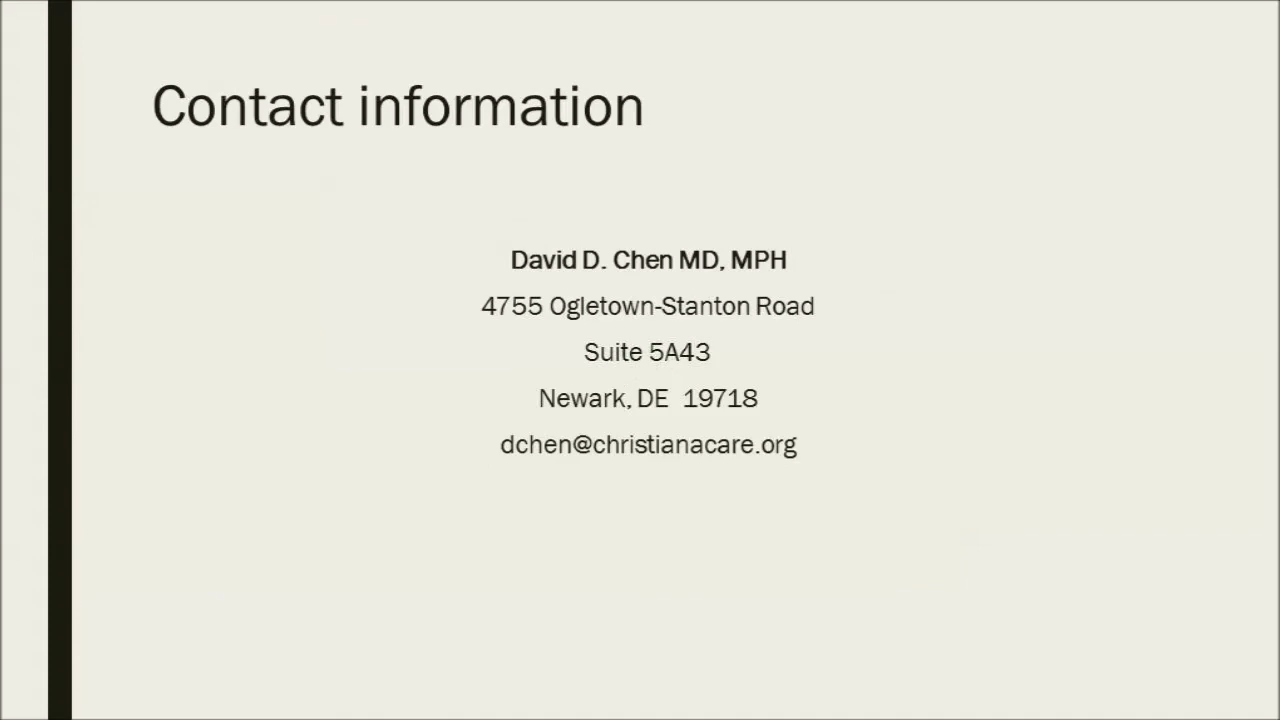 Contact information
David D. Chen MD, MPH
4755 Ogletown-Stanton Road
Suite 5A43
Newark, DE  19718
dchen@christianacare.org